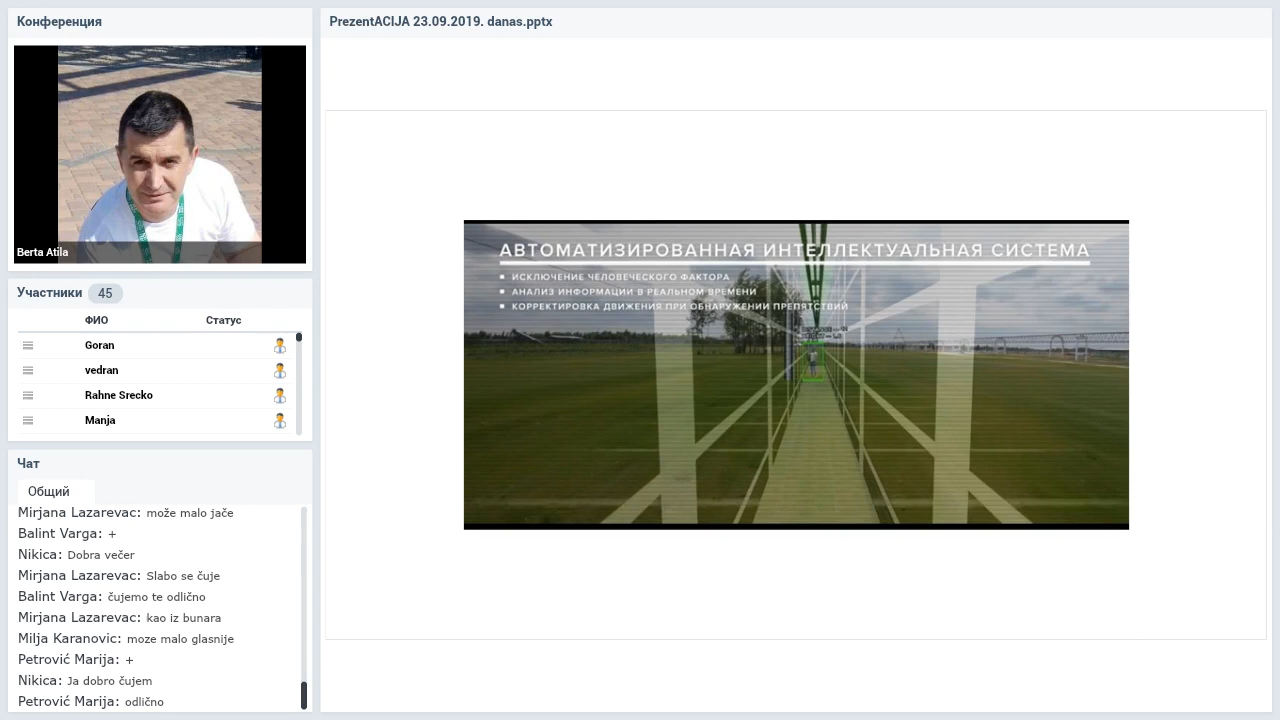 Конференция
Berta Atila
Участники 45
ФИО Статус
Goran
vedran
Rahne Srecko
Manja
Чат
Общий
Mirjana Lazarevac: može malo jače
Balint Varga: +
Nikica: Dobra večer
Mirjana Lazarevac: Slabo se čuje
Balint Varga: čujemo te odlično
Mirjana Lazarevac: kao iz bunara
Milja Karanovic: moze malo glasnije
Petrović Marija: +
Nikica: Ja dobro čujem
Petrović Marija: odlično
PrezentACIJA 23.09.2019. danas.pptx
АВТОМАТИЗИРОВАННАЯ ИНТЕЛЛЕКТУАЛЬНАЯ СИСТЕМА
ИСКЛЮЧЕНИЕ ЧЕЛОВЕЧЕСКОГО ФАКТОРА
АНАЛИЗ ИНФОРМАЦИИ В РЕАЛЬНОМ ВРЕМЕНИ
КОРРЕКТИРОВКА ДВИЖЕНИЯ ПРИ ОБНАРУЖЕНИИ ПРЕПЯТСТВИЙ